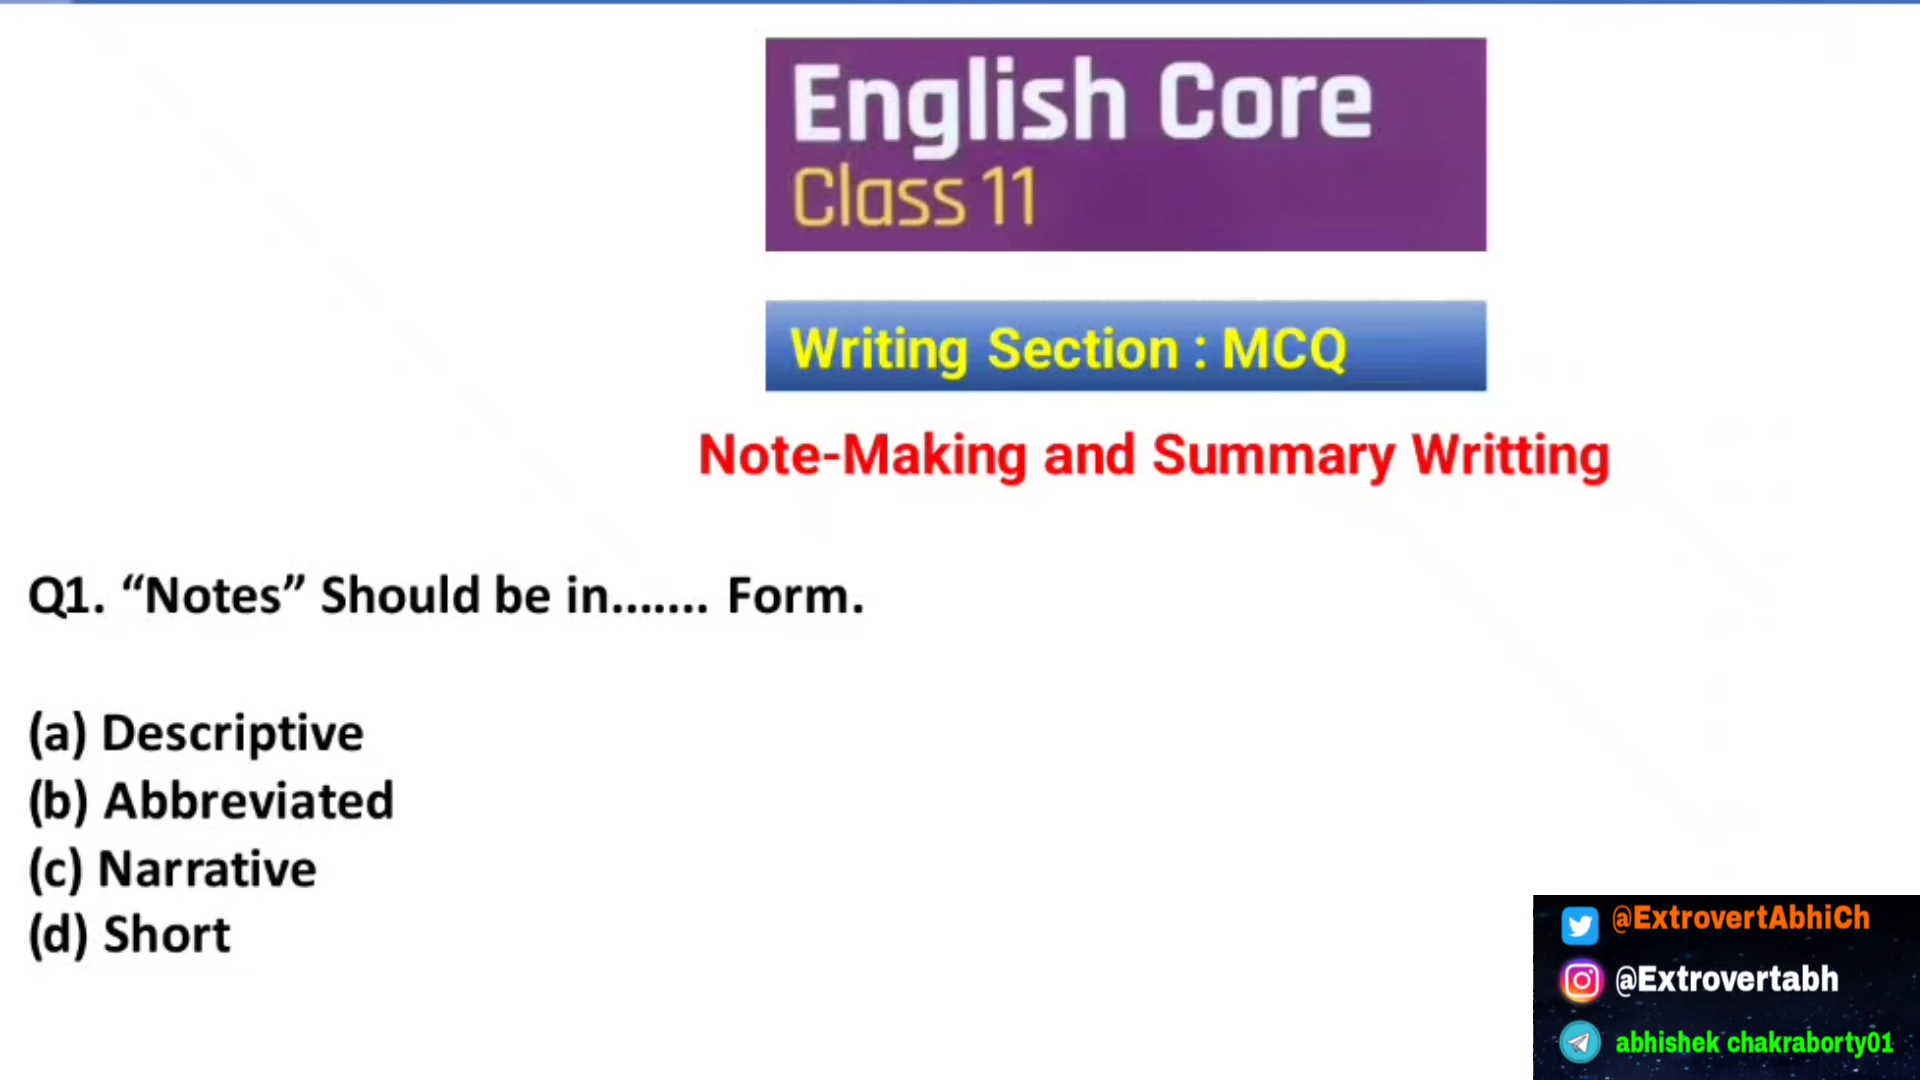 English Core
Class 11
Writing Section : MCQ
Note-Making and Summary Writting
Q1. “Notes” Should be in....... Form.
(a) Descriptive
(b) Abbreviated
(c) Narrative
(d) Short
@ExtrovertAbhiCh
@Extrovertabh
abhishek chakraborty01